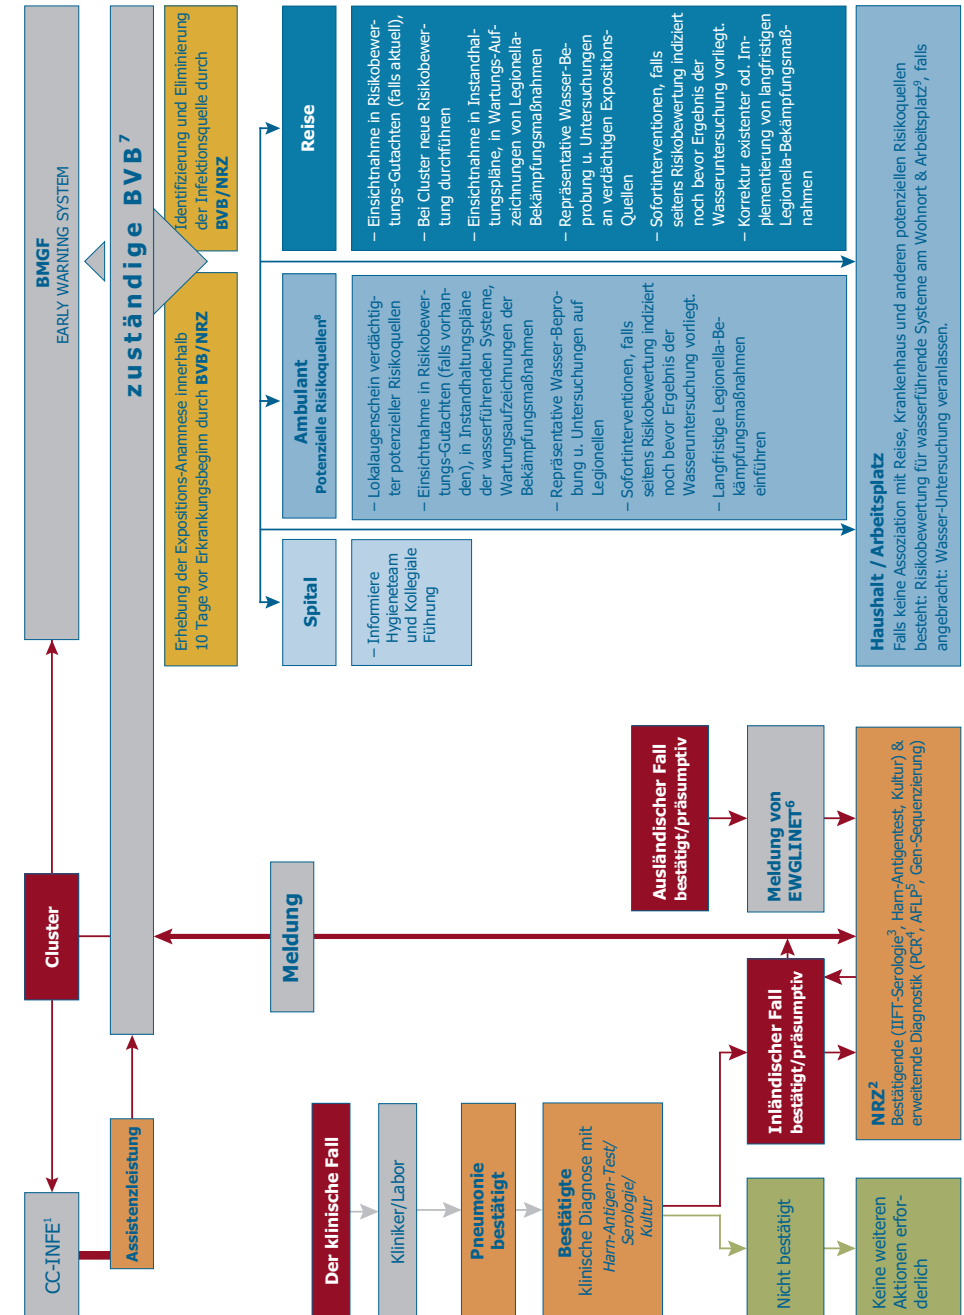 CC-INFE¹
Cluster
BMGF
EARLY WARNING SYSTEM
Assistenzleistung
zuständige BVB⁷
Erhebung der Expositions-Anamnese innerhalb
10 Tage vor Erkrankungsbeginn durch BVB/NRZ
Identifizierung und Eliminierung
der Infektionsquelle durch
BVB/NRZ
Meldung
Der klinische Fall
Kliniker/Labor
Pneumonie
bestätigt
Bestätigte
klinische Diagnose mit
Harn-Antigen-Test/
Serologie/
Kultur
Nicht bestätigt
Keine weiteren
Aktionen erfor-
derlich
Inländischer Fall
bestätigt/präsumptiv
Ausländischer Fall
bestätigt/präsumptiv
Meldung von
EWGLINET⁶
NRZ²
Bestätigende (IIFT-Serologie³, Harn-Antigentest, Kultur) &
erweiternde Diagnostik (PCR⁴, AFLP⁵, Gen-Sequenzierung)
Spital
– Informiere
Hygieneteam
und Kollegiale
Führung
Ambulant
Potenzielle Risikoquellen⁸
– Lokalaugenschein verdächtig-
ter potenzieller Risikoquellen
– Einsichtnahme in Risikobewer-
tungs-Gutachten (falls vorhan-
den), in Instandhaltungspläne
der wasserführenden Systeme,
Wartungsaufzeichnungen der
Bekämpfungsmaßnahmen
– Repräsentative Wasser-Bepro-
bung u. Untersuchungen auf
Legionellen
– Sofortinterventionen, falls
seitens Risikobewertung indiziert
noch bevor Ergebnis der
Wasseruntersuchung vorliegt.
– Langfristige Legionella-Be-
kämpfungsmaßnahmen
einführen
Reise
– Einsichtnahme in Risikobewer-
tungs-Gutachten (falls aktuell),
– Bei Cluster neue Risikobewer-
tung durchführen
– Einsichtnahme in Instandhal-
tungspläne, in Wartungs-Auf-
zeichnungen von Legionella-
Bekämpfungsmaßnahmen
– Repräsentative Wasser-Be-
probung u. Untersuchungen
an verdächtigen Expositions-
Quellen
– Sofortinterventionen, falls
seitens Risikobewertung indiziert
noch bevor Ergebnis der
Wasseruntersuchung vorliegt.
– Korrektur existenter od. Im-
plementierung von langfristigen
Legionella-Bekämpfungsmaß-
nahmen
Haushalt / Arbeitsplatz
Falls keine Assoziation mit Reise, Krankenhaus und anderen potenziellen Risikoquellen
besteht: Risikobewertung für wasserführende Systeme am Wohnort & Arbeitsplatz⁹, falls
angebracht: Wasser-Untersuchung veranlassen.